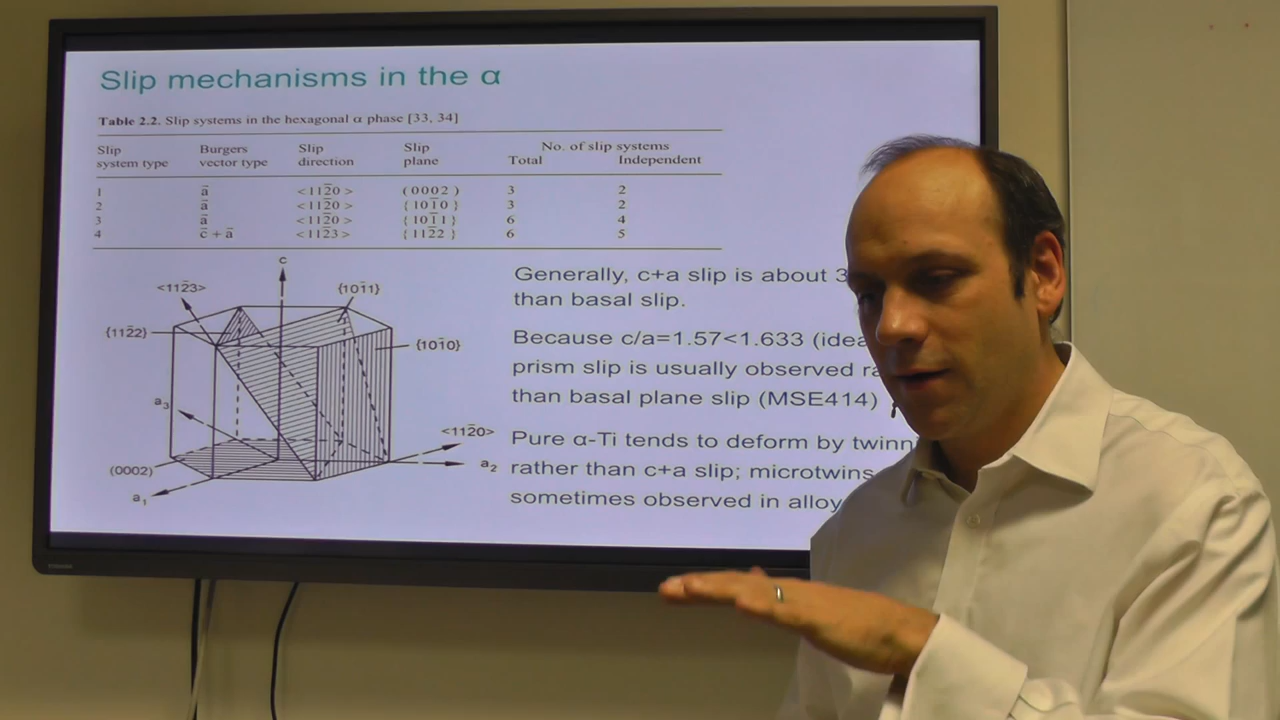 Slip mechanisms in the α
Table 2.2. Slip systems in the hexagonal α phase [33, 34]
Slip system type Burgers vector type Slip direction Slip plane No. of slip systems
Total Independent
1 a̅ <112̅0> (0002) 3 2
2 a̅ <112̅0> {101̅0} 3 2
3 a̅ <112̅0> {101̅1} 6 4
4 c̅ + a̅ <112̅3> {112̅2} 6 5
c
<112̅3>
{101̅1}
{112̅2}
{101̅0}
a3
<112̅0>
(0002)
a2
a1
Generally, c+a slip is about 3
than basal slip.
Because c/a=1.57<1.633 (idea
prism slip is usually observed ra
than basal plane slip (MSE414)
Pure α-Ti tends to deform by twinn
rather than c+a slip; microtwins
sometimes observed in alloy